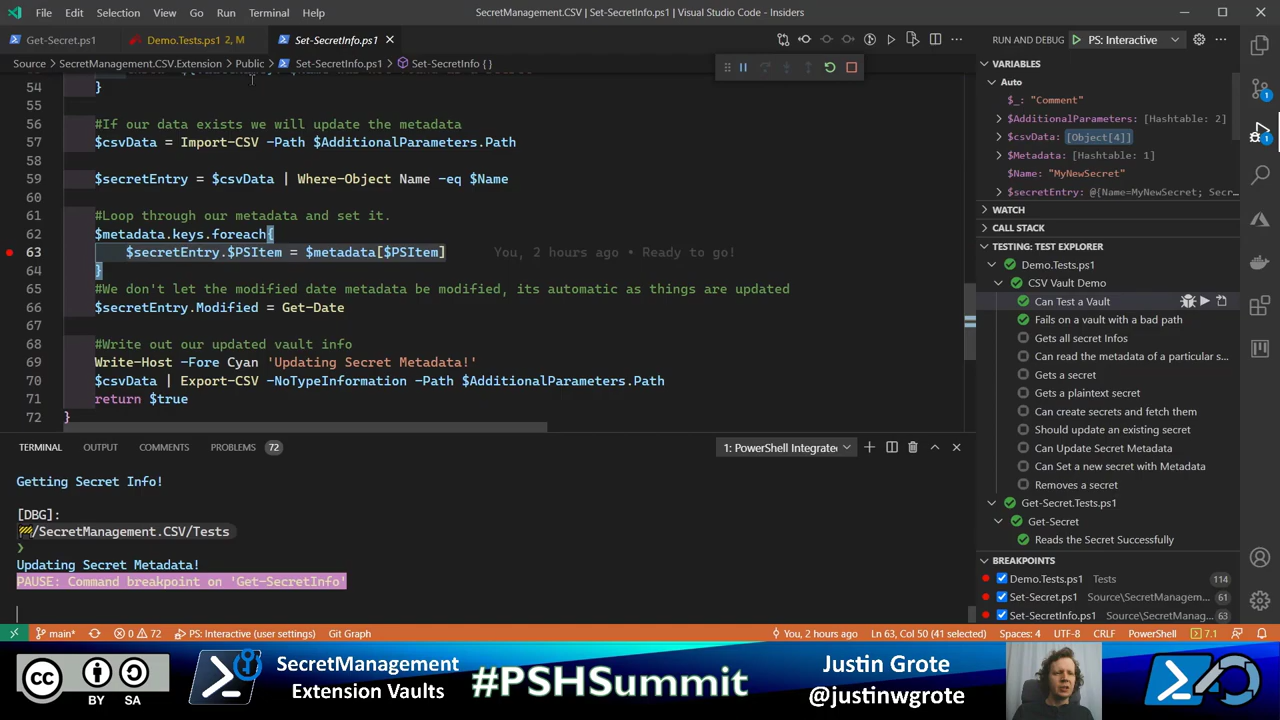 File Edit Selection View Go Run Terminal Help
SecretManagement.CSV | Set-SecretInfo.ps1 | Visual Studio Code - Insiders
Get-Secret.ps1
Demo.Tests.ps1 2, M
Set-SecretInfo.ps1
Source > SecretManagement.CSV.Extension > Public > Set-SecretInfo.ps1 > Set-SecretInfo { }
54 }
55
56 #If our data exists we will update the metadata
57 $csvData = Import-CSV -Path $AdditionalParameters.Path
58
59 $secretEntry = $csvData | Where-Object Name -eq $Name
60
61 #Loop through our metadata and set it.
62 $metadata.keys.foreach{
63 $secretEntry.$PSItem = $metadata[$PSItem] You, 2 hours ago • Ready to go!
64 }
65 #We don't let the modified date metadata be modified, its automatic as things are updated
66 $secretEntry.Modified = Get-Date
67
68 #Write out our updated vault info
69 Write-Host -Fore Cyan 'Updating Secret Metadata!'
70 $csvData | Export-CSV -NoTypeInformation -Path $AdditionalParameters.Path
71 return $true
72 }
TERMINAL OUTPUT COMMENTS PROBLEMS 72
1: PowerShell Integrate
Getting Secret Info!
[DBG]:
/SecretManagement.CSV/Tests
❯
Updating Secret Metadata!
PAUSE: Command breakpoint on 'Get-SecretInfo'
RUN AND DEBUG PS: Interactive
VARIABLES
Auto
$_: "Comment"
$AdditionalParameters: [Hashtable: 2]
$csvData: [Object[4]]
$Metadata: [Hashtable: 1]
$Name: "MyNewSecret"
$secretEntry: @{Name=MyNewSecret; Secr...
WATCH
CALL STACK
TESTING: TEST EXPLORER
Demo.Tests.ps1
CSV Vault Demo
Can Test a Vault
Fails on a vault with a bad path
Gets all secret Infos
Can read the metadata of a particular s...
Gets a secret
Gets a plaintext secret
Can create secrets and fetch them
Should update an existing secret
Can Update Secret Metadata
Can Set a new secret with Metadata
Removes a secret
Get-Secret.Tests.ps1
Get-Secret
Reads the Secret Successfully
BREAKPOINTS
Demo.Tests.ps1 Tests 114
Set-Secret.ps1 Source\SecretManagem... 61
Set-SecretInfo.ps1 Source\SecretManag... 63
1
1
main* 0 72 PS: Interactive (user settings) Git Graph
You, 2 hours ago Ln 63, Col 50 (41 selected) Spaces: 4 UTF-8 CRLF PowerShell 7.1
cc
BY SA
SecretManagement
Extension Vaults
#PSHSummit
Justin Grote
@justinwgrote